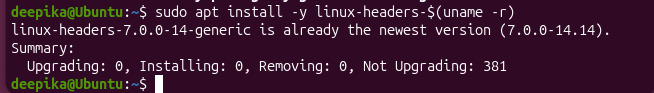 deepika@Ubuntu:~$ sudo apt install -y linux-headers-$(uname -r)
linux-headers-7.0.0-14-generic is already the newest version (7.0.0-14.14).
Summary:
  Upgrading: 0, Installing: 0, Removing: 0, Not Upgrading: 381
deepika@Ubuntu:~$